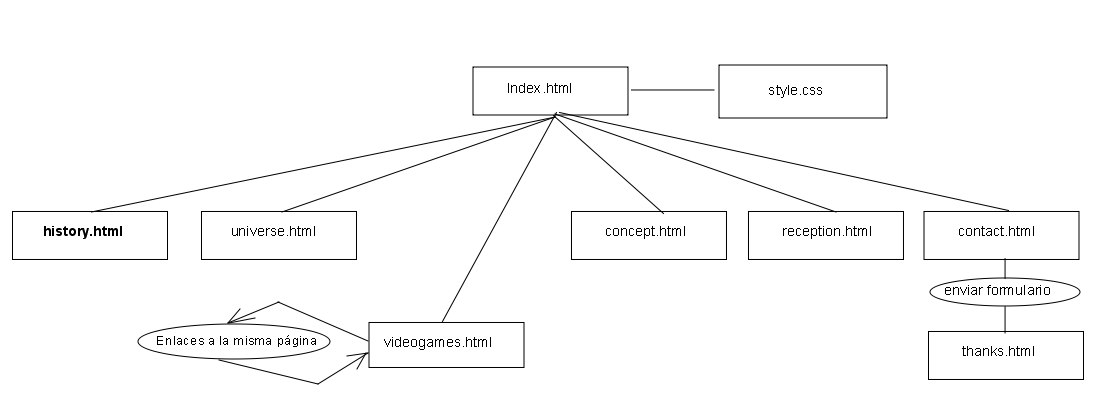 Index.html
style.css
history.html
universe.html
concept.html
reception.html
contact.html
enviar formulario
Enlaces a la misma página
videogames.html
thanks.html